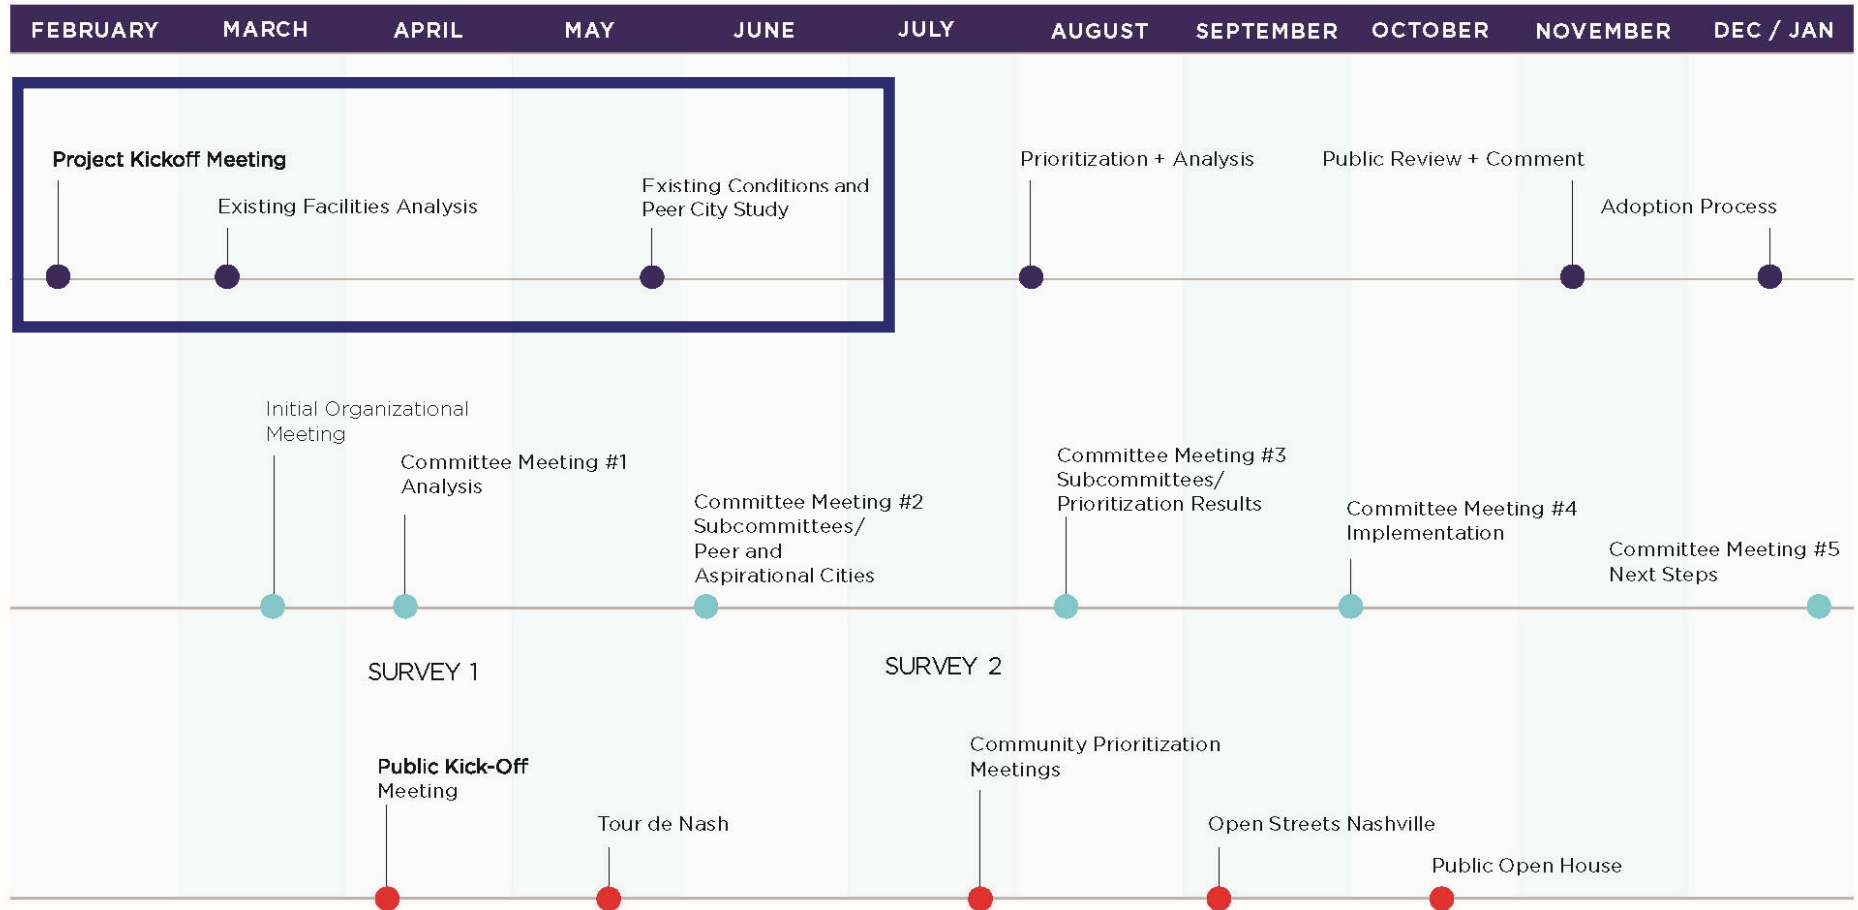 FEBRUARY MARCH APRIL MAY JUNE JULY AUGUST SEPTEMBER OCTOBER NOVEMBER DEC / JAN
Project Kickoff Meeting
Existing Facilities Analysis
Existing Conditions and
Peer City Study
Prioritization + Analysis
Public Review + Comment
Adoption Process
Initial Organizational
Meeting
Committee Meeting #1
Analysis
Committee Meeting #2
Subcommittees/
Peer and
Aspirational Cities
Committee Meeting #3
Subcommittees/
Prioritization Results
Committee Meeting #4
Implementation
Committee Meeting #5
Next Steps
SURVEY 1
SURVEY 2
Public Kick-Off
Meeting
Tour de Nash
Community Prioritization
Meetings
Open Streets Nashville
Public Open House